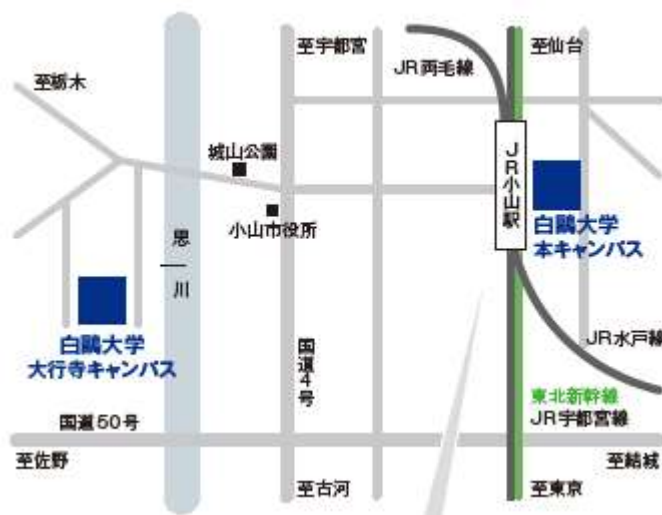 至宇都宮
至仙台
JR両毛線
至栃木
城山公園
JR小山駅
白鷗大学
本キャンパス
小山市役所
思川
JR水戸線
白鷗大学
大行寺キャンパス
国道4号
東北新幹線
JR宇都宮線
国道50号
至佐野
至結城
至古河
至東京